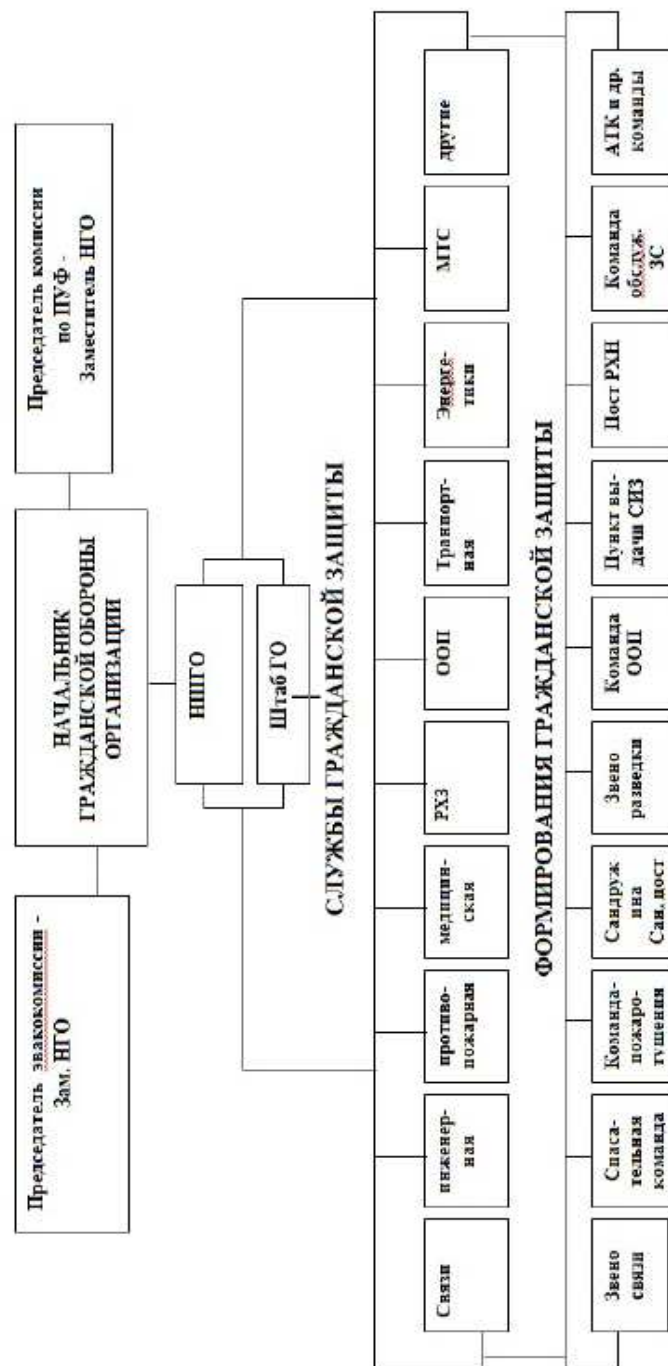 Председатель эвакокомиссии -
Зам. НГО
НАЧАЛЬНИК
ГРАЖДАНСКОЙ ОБОРОНЫ
ОРГАНИЗАЦИИ
Председатель комиссии
по ПУФ -
Заместитель НГО
НШГО
Штаб ГО
СЛУЖБЫ ГРАЖДАНСКОЙ ЗАЩИТЫ
Связи
инженер-
ная
противо-
пожарная
медицин-
ская
РХЗ
ООП
Транпорт-
ная
Энерге-
тики
МТС
другие
ФОРМИРОВАНИЯ ГРАЖДАНСКОЙ ЗАЩИТЫ
Звено
связи
Спаса-
тельная
команда
Команда-
пожаро-
тушения
Сандруж
ина
Сан. пост
Звено
разведки
Команда
ООП
Пункт вы-
дачи СИЗ
Пост РХН
Команда
обслуж.
ЗС
АТК и др.
команды